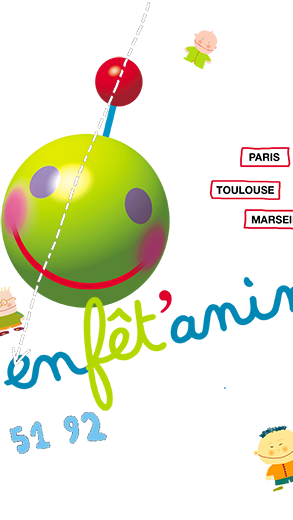 PARIS
TOULOUSE
MARSEI
enfêt'anim
51 92